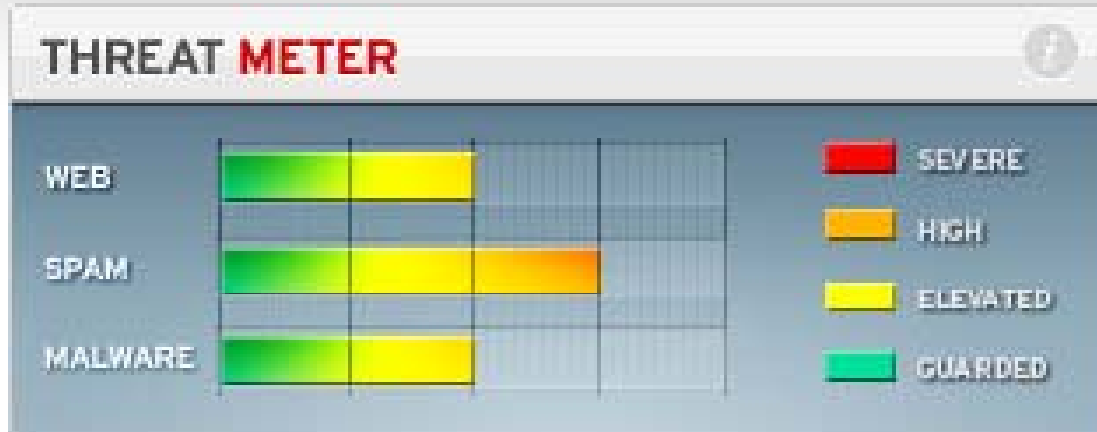 THREAT METER
WEB
SPAM
MALWARE
SEVERE
HIGH
ELEVATED
GUARDED